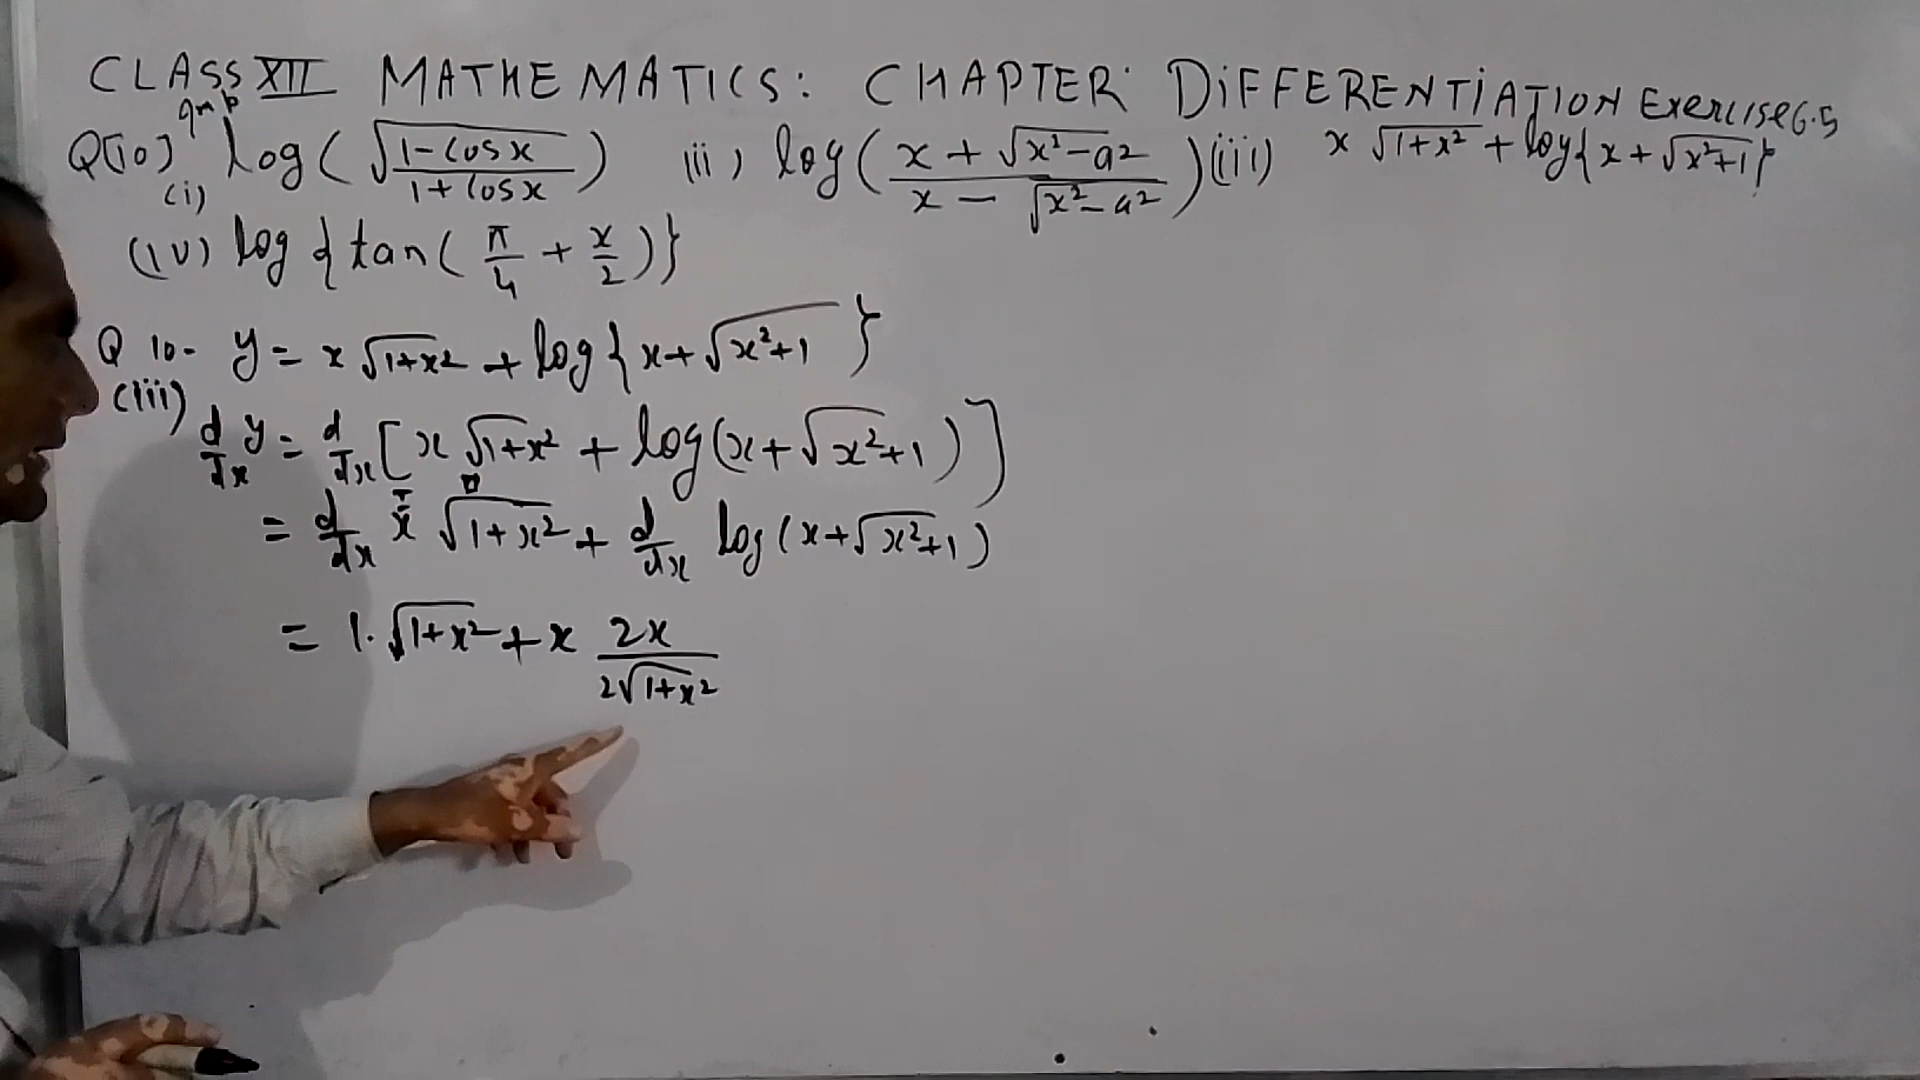 CLASS XII MATHEMATICS: CHAPTER: DIFFERENTIATION Exercise 6.5
Q[10] (i) log(√(1-cosx)/(1+cosx)) (ii) log((x+√x²-a²)/(x-√x²-a²)) (iii) x√1+x² + log{x+√x²+1}
(iv) log{tan(π/4 + x/2)}
Q 10- (iii) y = x√1+x² + log{x+√x²+1}
d/dx y = d/dx [x√1+x² + log(x+√x²+1)]
= d/dx x √1+x² + d/dx log(x+√x²+1)
= 1·√1+x² + x 2x/2√1+x²